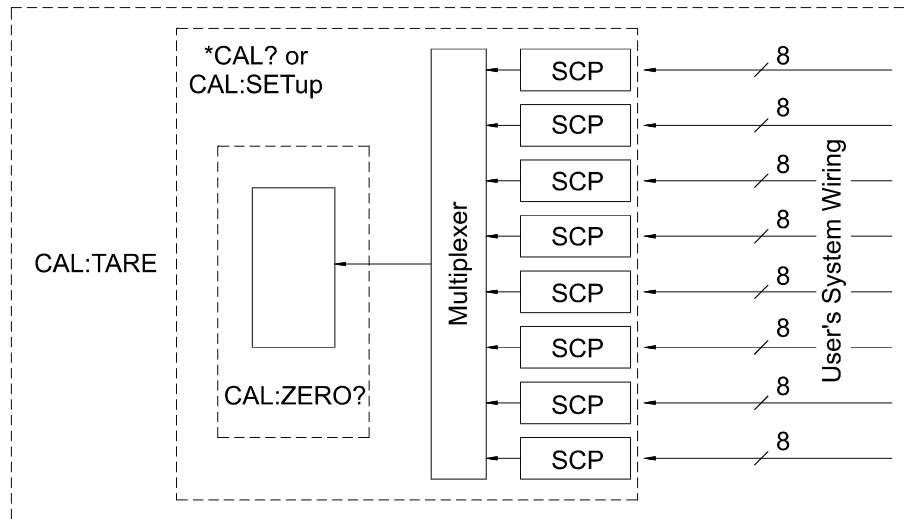 *CAL? or
CAL:SETup
CAL:TARE
CAL:ZERO?
Multiplexer
SCP
SCP
SCP
SCP
SCP
SCP
SCP
SCP
8
8
8
8
8
8
8
8
User's System Wiring